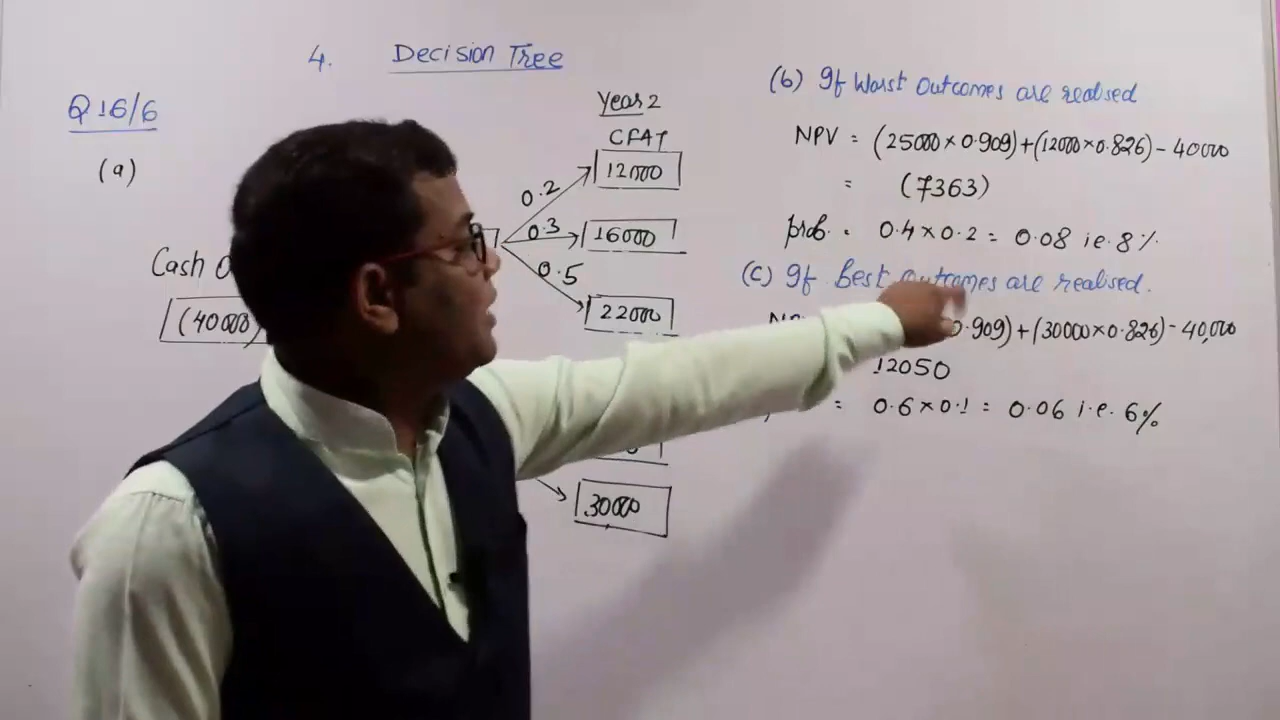 4. Decision Tree
Q 16/6
(a)
Cash
(40000)
Year 2
CFAT
0.2
12000
0.3
16000
0.5
22000
30000
(b) If Worst Outcomes are realised
NPV = (25000 × 0.909) + (12000 × 0.826) - 40000
= (7363)
prob. = 0.4 × 0.2 = 0.08 i.e. 8%
(c) If Best Outcomes are realised.
0.909) + (30000 × 0.826) - 40,000
12050
= 0.6 × 0.1 = 0.06 i.e. 6%